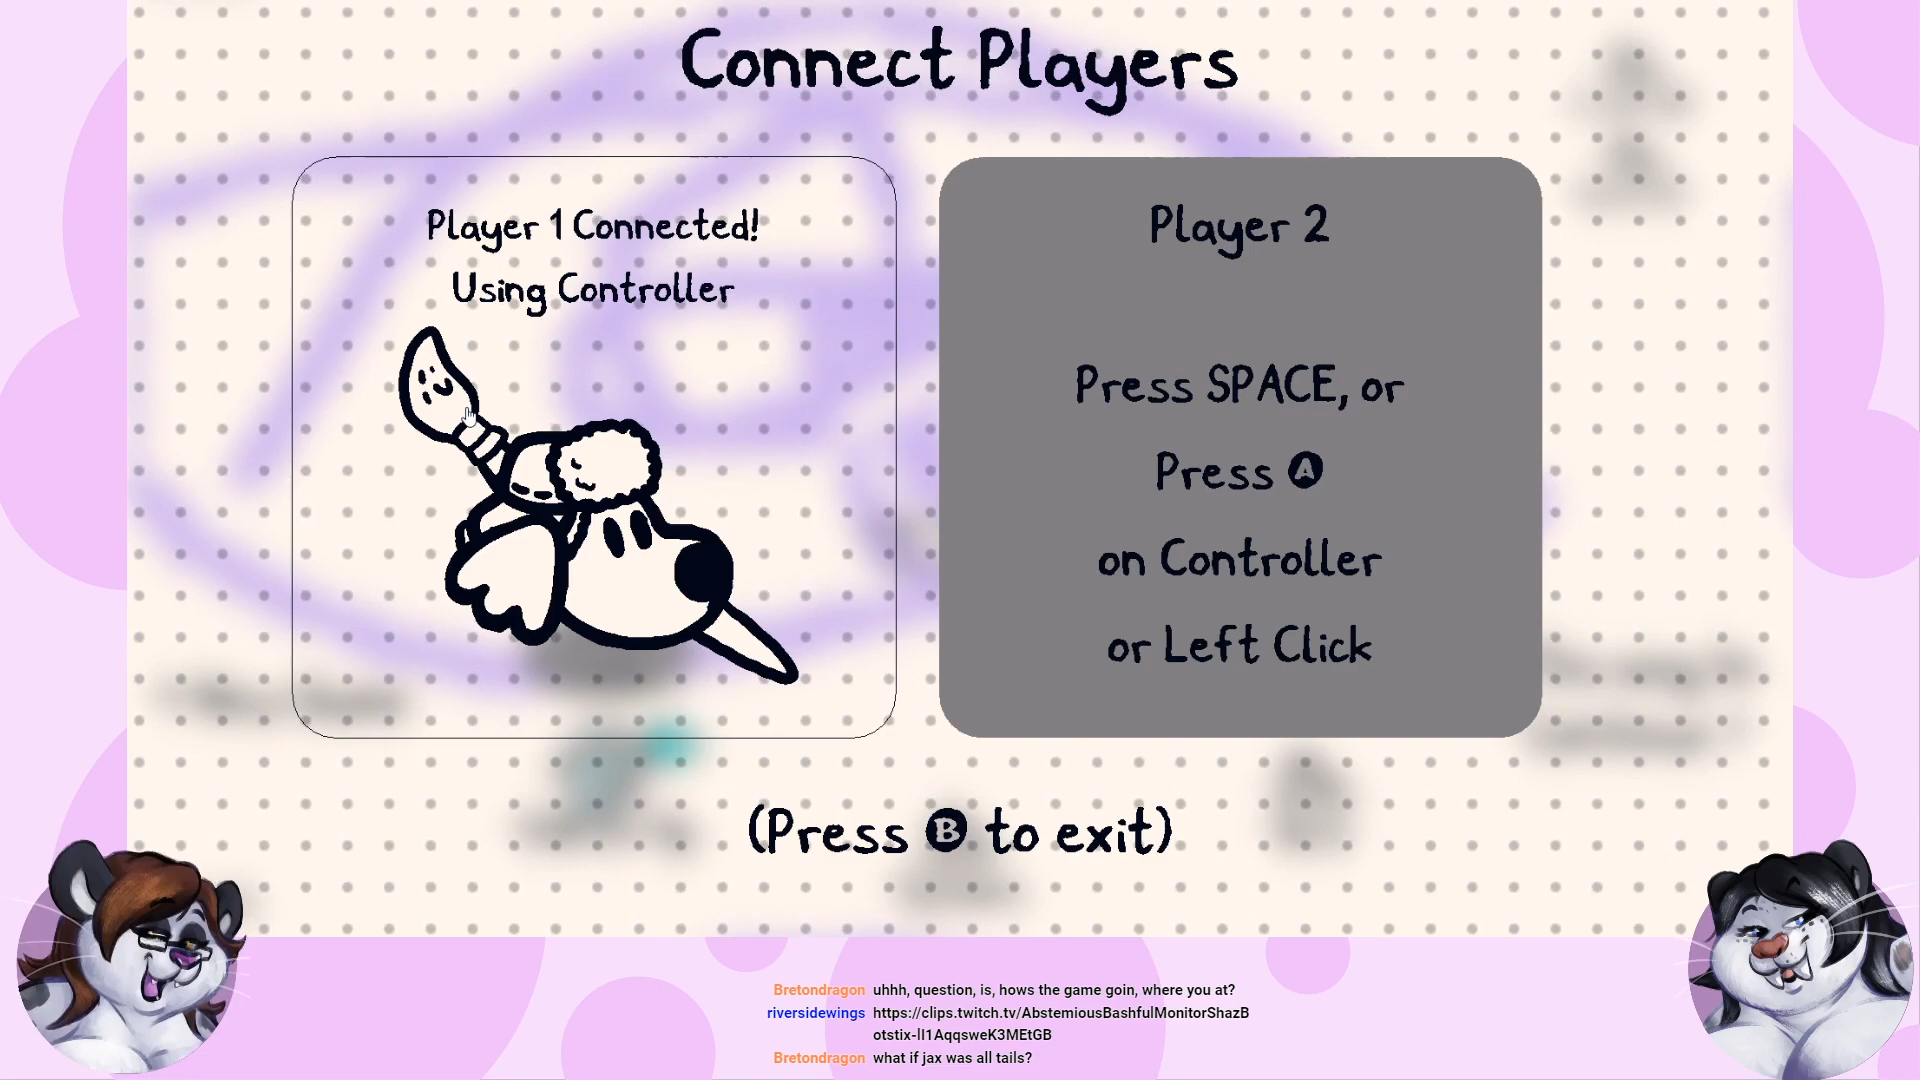 Connect Players
Player 1 Connected!
Using Controller
Player 2
Press SPACE, or
Press A
on Controller
or Left Click
(Press B to exit)
Bretondragon uhhh, question, is, hows the game goin, where you at?
riversidewings https://clips.twitch.tv/AbstemiousBashfulMonitorShazB
otstix-lI1AqqsweK3MEtGB
Bretondragon what if jax was all tails?